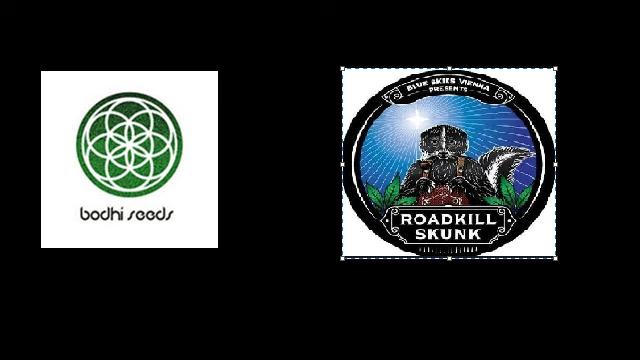 bodhi seeds
BLUE SKIES VIENNA
PRESENTS
ROADKILL
SKUNK